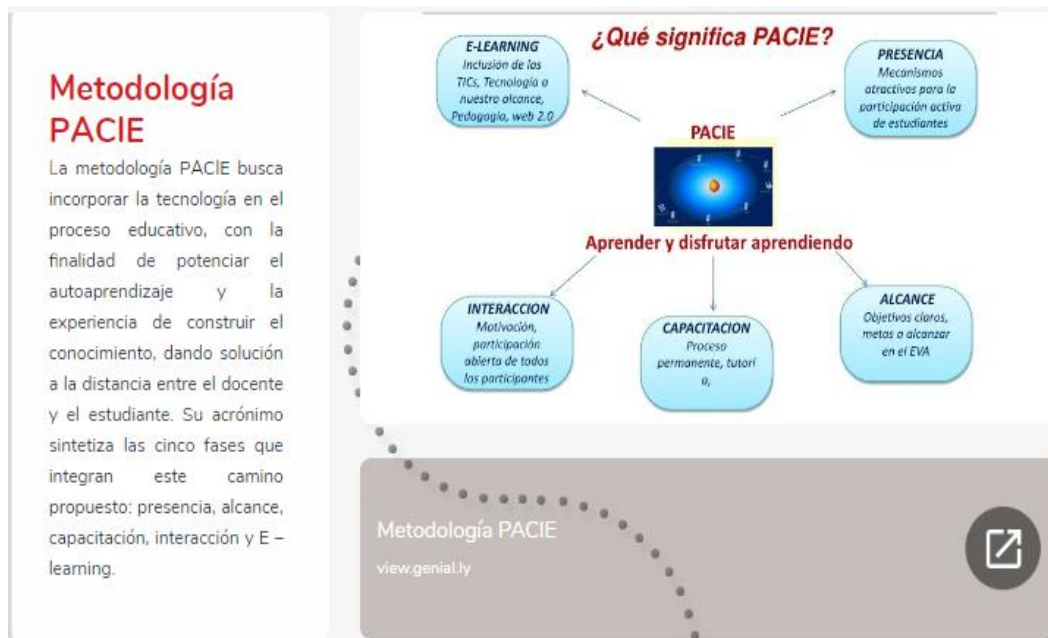 Metodología
PACIE
La metodología PACIE busca
incorporar la tecnología en el
proceso educativo, con la
finalidad de potenciar el
autoaprendizaje y la
experiencia de construir el
conocimiento, dando solución
a la distancia entre el docente
y el estudiante. Su acrónimo
sintetiza las cinco fases que
integran este camino
propuesto: presencia, alcance,
capacitación, interacción y E –
learning.
¿Qué significa PACIE?
E-LEARNING
Inclusión de las
TICs, Tecnología a
nuestro alcance,
Pedagogía, web 2.0
PRESENCIA
Mecanismos
atractivos para la
participación activa
de estudiantes
PACIE
Aprender y disfrutar aprendiendo
INTERACCION
Motivación,
participación
abierta de todos
los participantes
CAPACITACION
Proceso
permanente, tutorí
a,
ALCANCE
Objetivos claros,
metas a alcanzar
en el EVA
Metodología PACIE
view.genial.ly